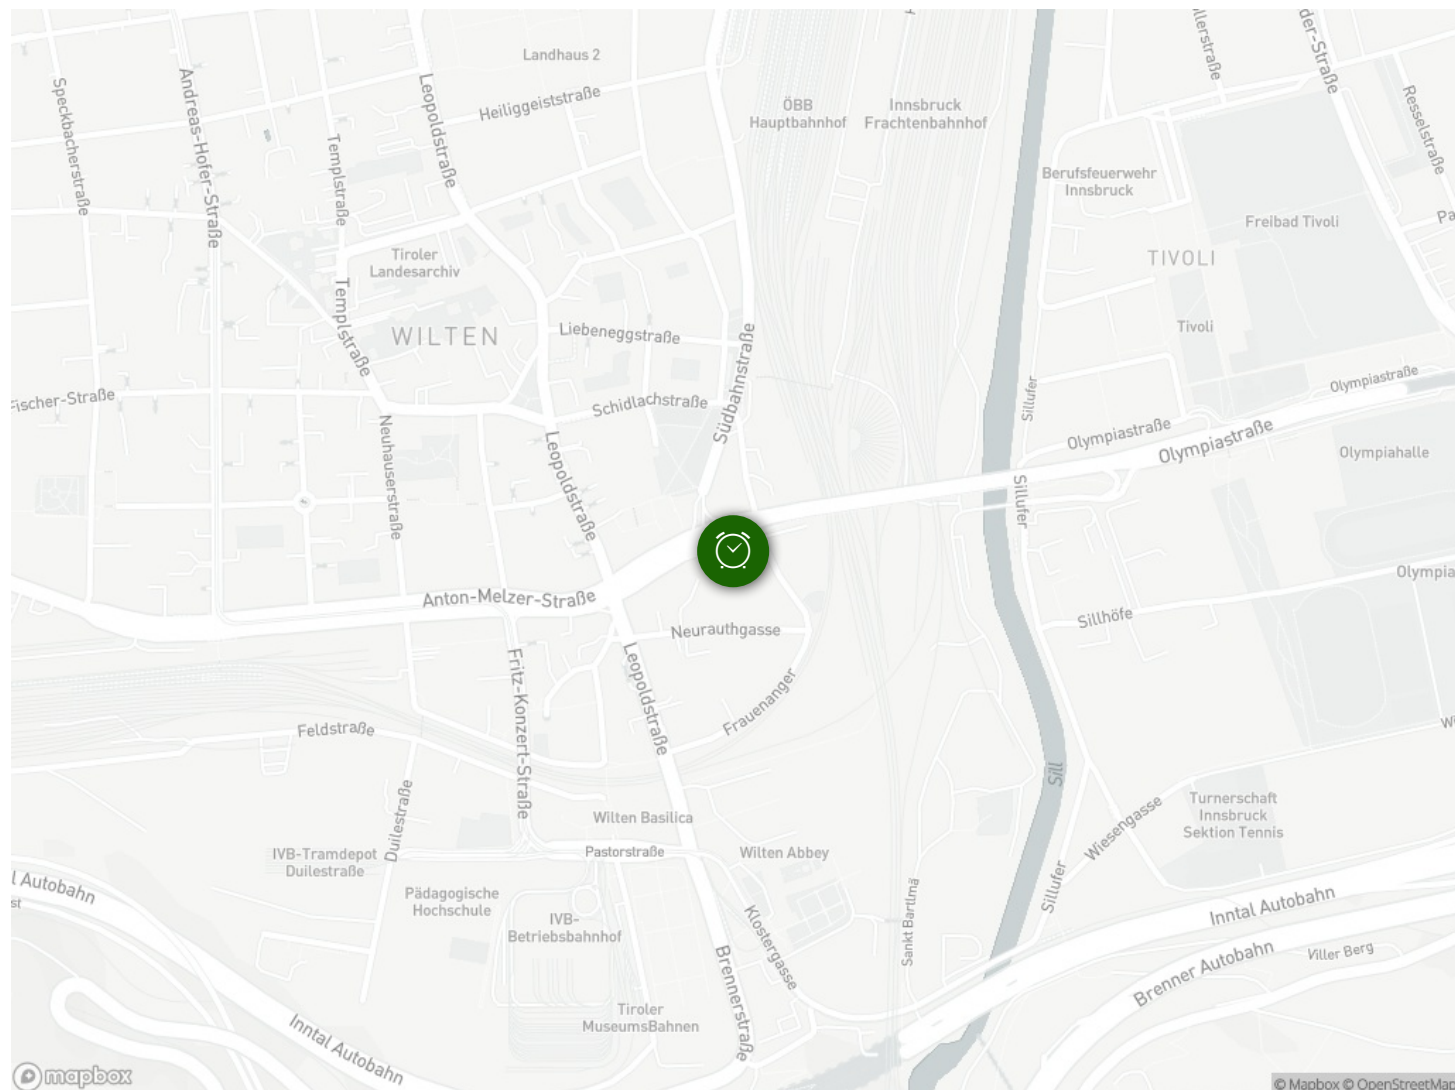 Landhaus 2
Heiliggeiststraße
Leopoldstraße
Andreas-Hofer-Straße
Speckbacherstraße
Templstraße
ÖBB
Hauptbahnhof
Innsbruck
Frachtenbahnhof
Berufsfeuerwehr
Innsbruck
Resselstraße
Freibad Tivoli
TIVOLI
Tivoli
Tiroler
Landesarchiv
Templstraße
WILTEN
Liebeneggstraße
Südbahnstraße
Schidlachstraße
Fischer-Straße
Neuhauserstraße
Leopoldstraße
Sillufer
Olympiastraße
Olympiastraße
Olympiastraße
Olympiahalle
Sillufer
Olympia
Anton-Melzer-Straße
Neurauthgasse
Sillhöfe
Leopoldstraße
Frauenanger
Fritz-Konzert-Straße
Feldstraße
Duilestraße
Sill
Wilten Basilica
Pastorstraße
Wilten Abbey
Turnerschaft
Innsbruck
Sektion Tennis
Wiesengasse
IVB-Tramdepot
Duilestraße
Pädagogische
Hochschule
IVB-
Betriebsbahnhof
Klostergasse
Sankt Bartlmä
Sillufer
l Autobahn
st
Inntal Autobahn
Brenner Autobahn
Viller Berg
Brennerstraße
Tiroler
MuseumsBahnen
Inntal Autobahn
mapbox
© Mapbox © OpenStreetMap